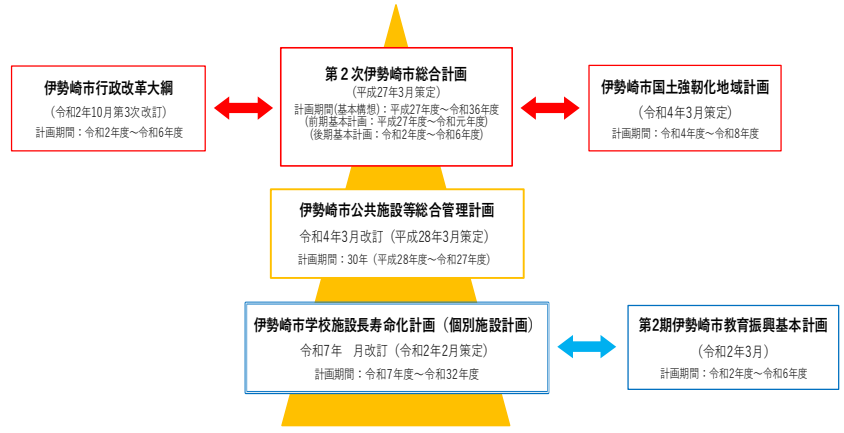 伊勢崎市行政改革大綱
（令和2年10月第3次改訂）
計画期間：令和2年度～令和6年度
第２次伊勢崎市総合計画
（平成27年3月策定）
計画期間(基本構想)：平成27年度～令和36年度
(前期基本計画：平成27年度～令和元年度)
(後期基本計画：令和2年度～令和6年度)
伊勢崎市国土強靭化地域計画
（令和4年3月策定）
計画期間：令和4年度～令和8年度
伊勢崎市公共施設等総合管理計画
令和4年3月改訂（平成28年3月策定）
計画期間：30年（平成28年度～令和27年度）
伊勢崎市学校施設長寿命化計画（個別施設計画）
令和7年　月改訂（令和2年2月策定）
計画期間：令和7年度～令和32年度
第2期伊勢崎市教育振興基本計画
（令和2年3月）
計画期間：令和2年度～令和6年度